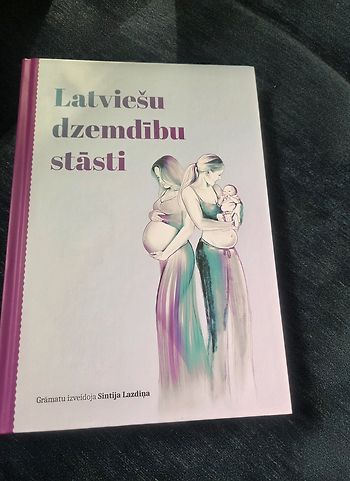 Latviešu
dzemdību
stāsti
Grāmatu izveidoja Sintija Lazdiņa